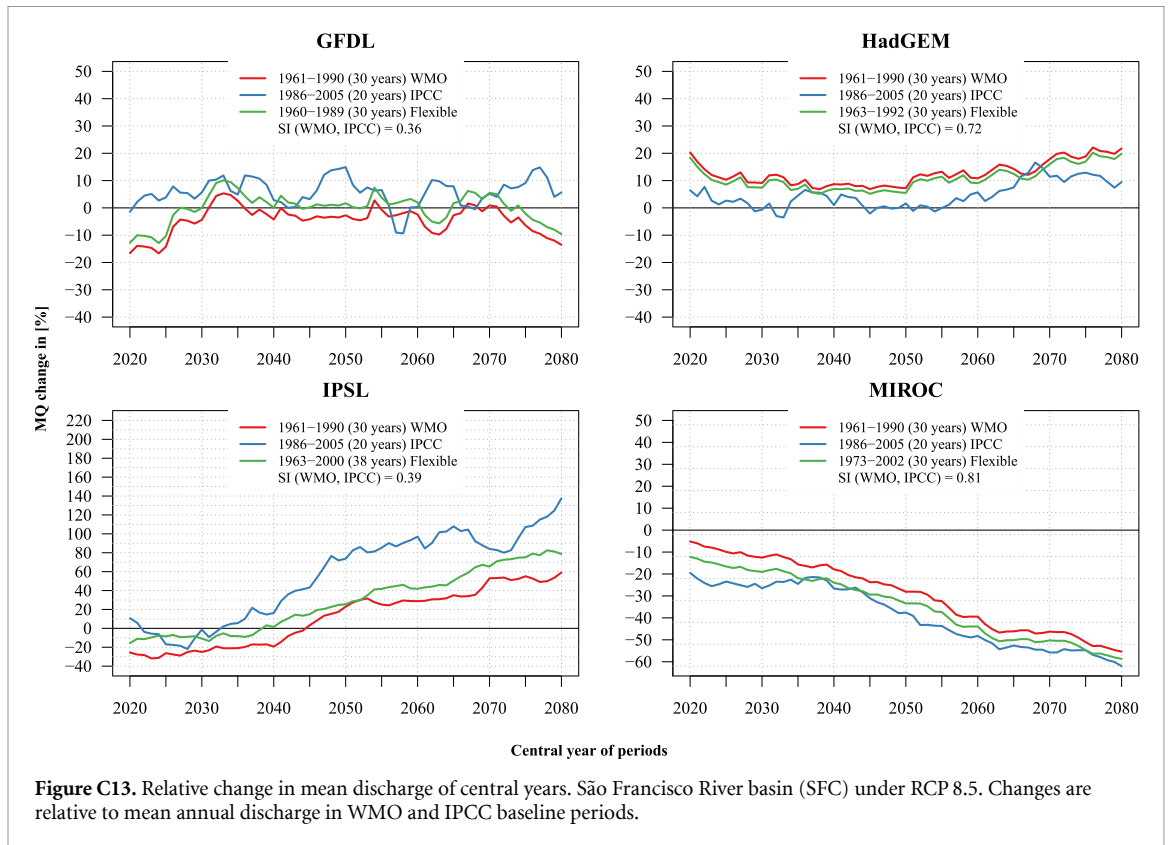 GFDL
50
40
30
20
10
0
−10
−20
−30
−40
1961−1990 (30 years) WMO
1986−2005 (20 years) IPCC
1960−1989 (30 years) Flexible
SI (WMO, IPCC) = 0.36
2020 2030 2040 2050 2060 2070 2080
HadGEM
50
40
30
20
10
0
−10
−20
−30
−40
1961−1990 (30 years) WMO
1986−2005 (20 years) IPCC
1963−1992 (30 years) Flexible
SI (WMO, IPCC) = 0.72
2020 2030 2040 2050 2060 2070 2080
MQ change in [%]
IPSL
220
200
180
160
140
120
100
80
60
40
20
0
−20
−40
1961−1990 (30 years) WMO
1986−2005 (20 years) IPCC
1963−2000 (38 years) Flexible
SI (WMO, IPCC) = 0.39
2020 2030 2040 2050 2060 2070 2080
MIROC
50
40
30
20
10
0
−10
−20
−30
−40
−50
−60
1961−1990 (30 years) WMO
1986−2005 (20 years) IPCC
1973−2002 (30 years) Flexible
SI (WMO, IPCC) = 0.81
2020 2030 2040 2050 2060 2070 2080
Central year of periods
Figure C13. Relative change in mean discharge of central years. São Francisco River basin (SFC) under RCP 8.5. Changes are
relative to mean annual discharge in WMO and IPCC baseline periods.